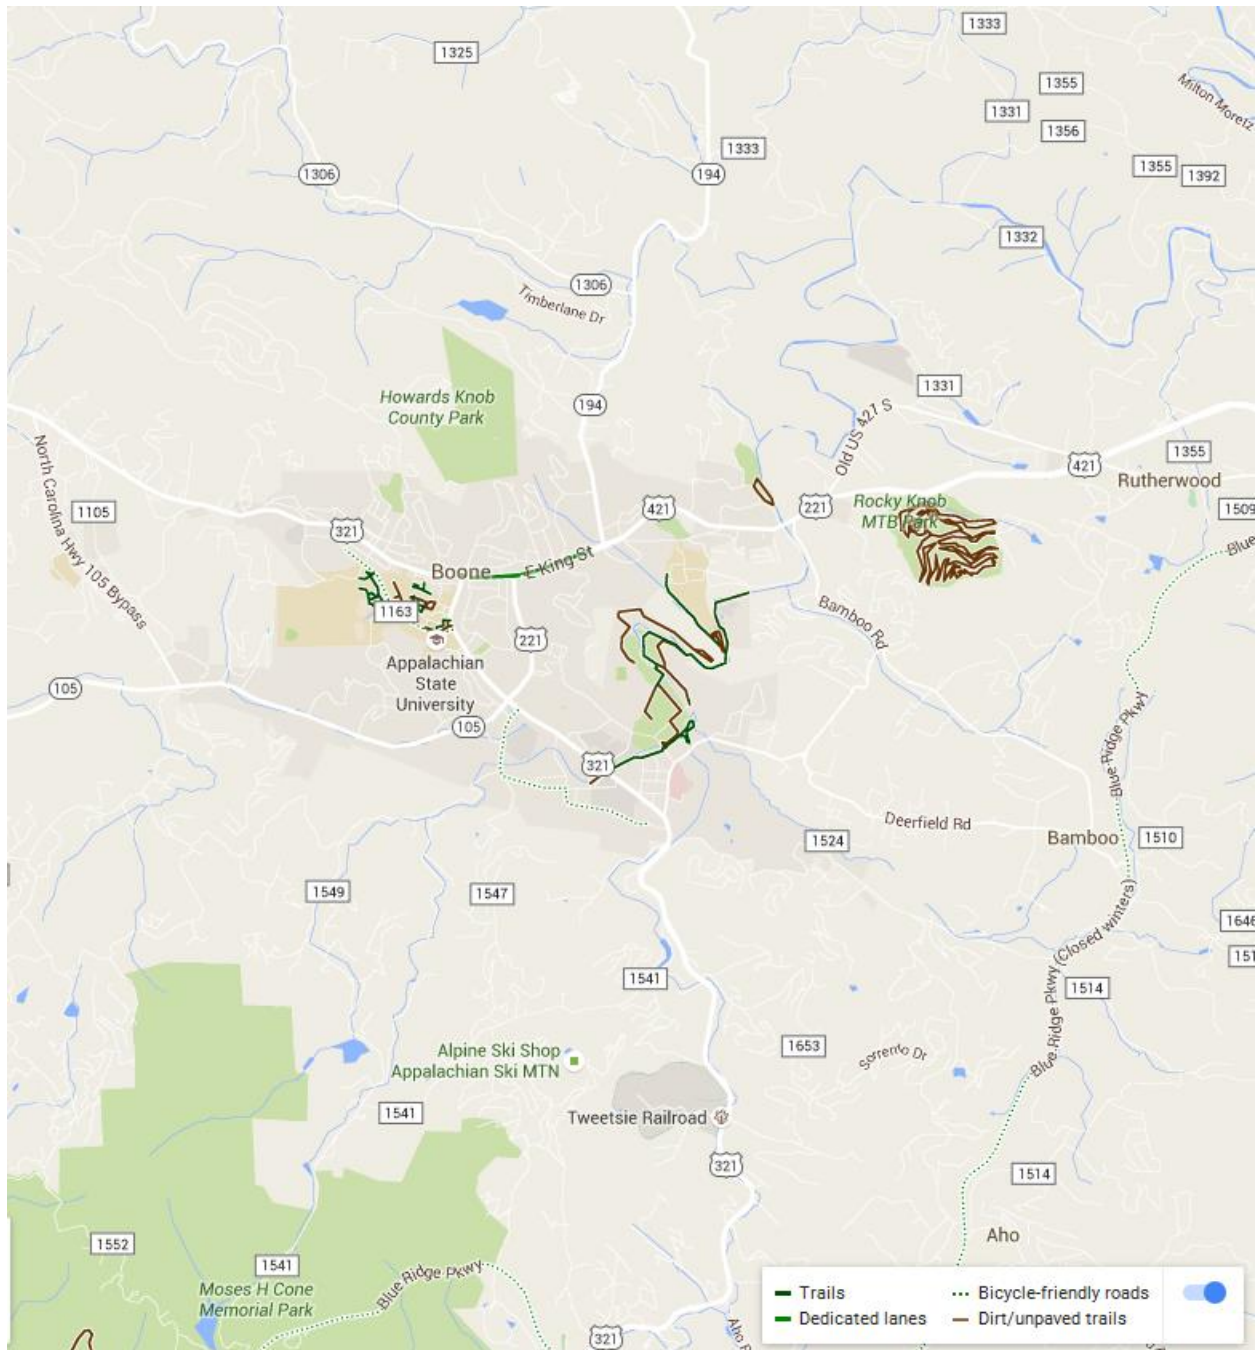 1333
1325
1355
Milton Moretz
1331
1356
1333
1355
1392
1306
194
1332
1306
Timberlane Dr
Howards Knob
County Park
194
1331
Old US 421 S
North Carolina Hwy 105 Bypass
421
1355
Rutherwood
1105
321
421
221
Rocky Knob
MTB Park
1509
Blue
Boone
E King St
1163
Bamboo Rd
221
Appalachian
State
University
105
105
Blue Ridge Pkwy
321
Deerfield Rd
1524
Bamboo
1510
1549
1547
Blue Ridge Pkwy (Closed winters)
1646
151
1541
1514
Alpine Ski Shop
Appalachian Ski MTN
1653
Sorrento Dr
1541
Tweetsie Railroad
321
1514
1552
Aho
1541
Moses H Cone
Memorial Park
Blue Ridge Pkwy
321
Aho R
Trails
Bicycle-friendly roads
Dedicated lanes
Dirt/unpaved trails